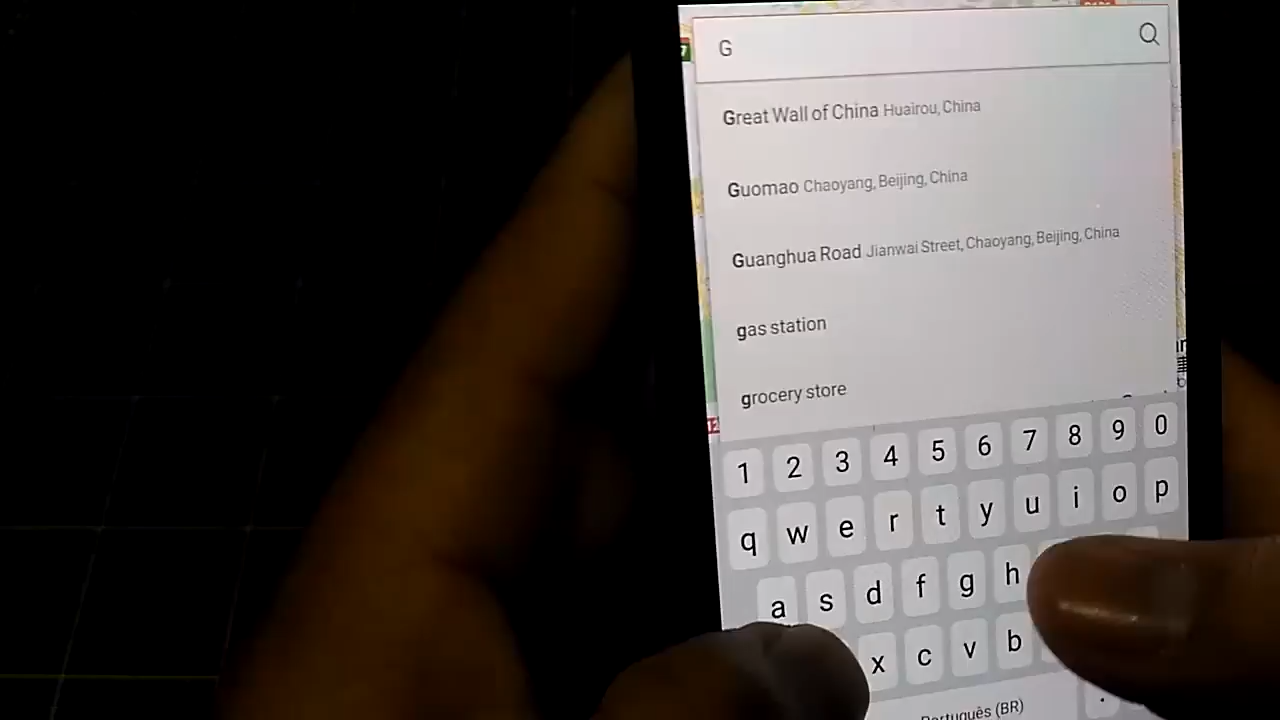 G
Great Wall of China Huairou, China
Guomao Chaoyang, Beijing, China
Guanghua Road Jianwai Street, Chaoyang, Beijing, China
gas station
grocery store
1 2 3 4 5 6 7 8 9 0
q w e r t y u i o p
a s d f g h
x c v b
Português (BR)